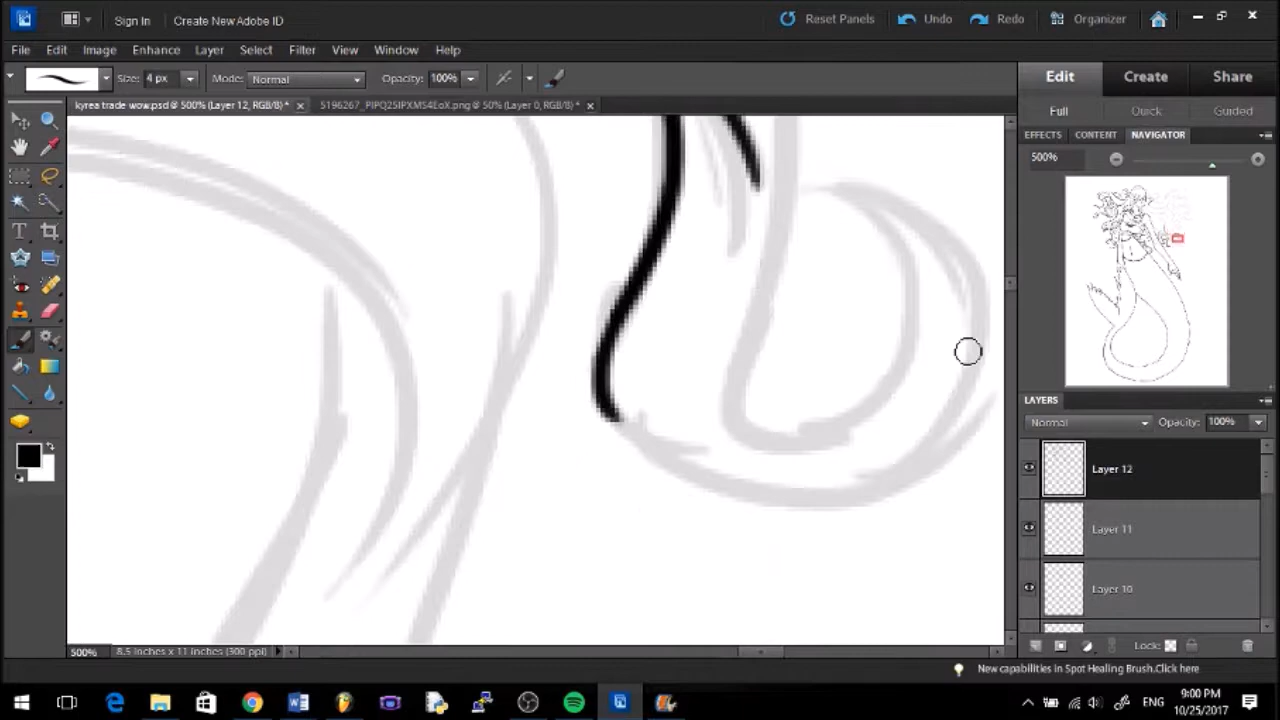 Sign In Create New Adobe ID Reset Panels Undo Redo Organizer
File Edit Image Enhance Layer Select Filter View Window Help
Size: 4 px Mode: Normal Opacity: 100% Edit Create Share
kyrea trade wow.psd @ 500% (Layer 12, RGB/8) * 5196267_PIPQ25IPXMS4EoX.png @ 50% (Layer 0, RGB/8) * Full Quick Guided
EFFECTS CONTENT NAVIGATOR
500%
LAYERS
Normal Opacity: 100%
Layer 12
Layer 11
Layer 10
500% 8.5 inches x 11 inches (300 ppi) Lock:
New capabilities in Spot Healing Brush.Click here
ENG 9:00 PM
10/25/2017